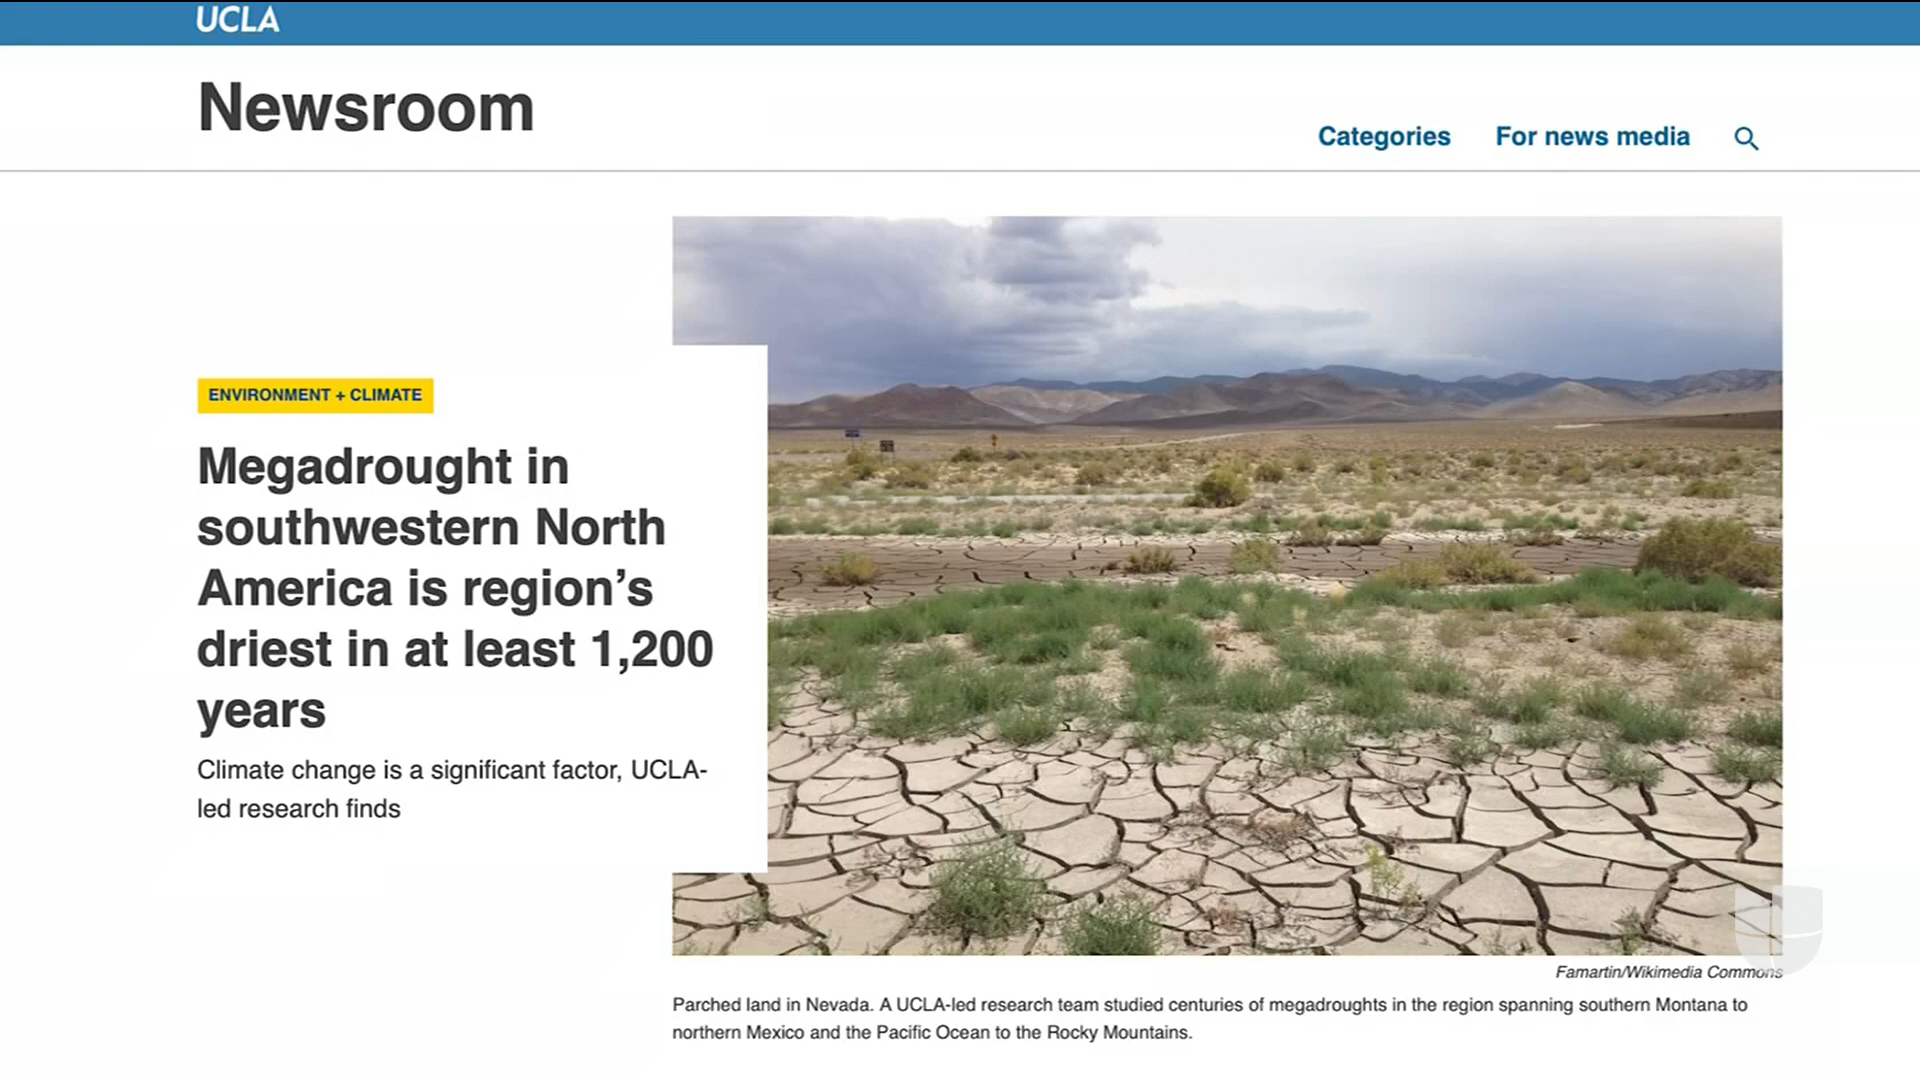 UCLA
Newsroom
Categories
For news media
ENVIRONMENT + CLIMATE
Megadrought in
southwestern North
America is region’s
driest in at least 1,200
years
Climate change is a significant factor, UCLA-
led research finds
Famartin/Wikimedia Commons
Parched land in Nevada. A UCLA-led research team studied centuries of megadroughts in the region spanning southern Montana to
northern Mexico and the Pacific Ocean to the Rocky Mountains.